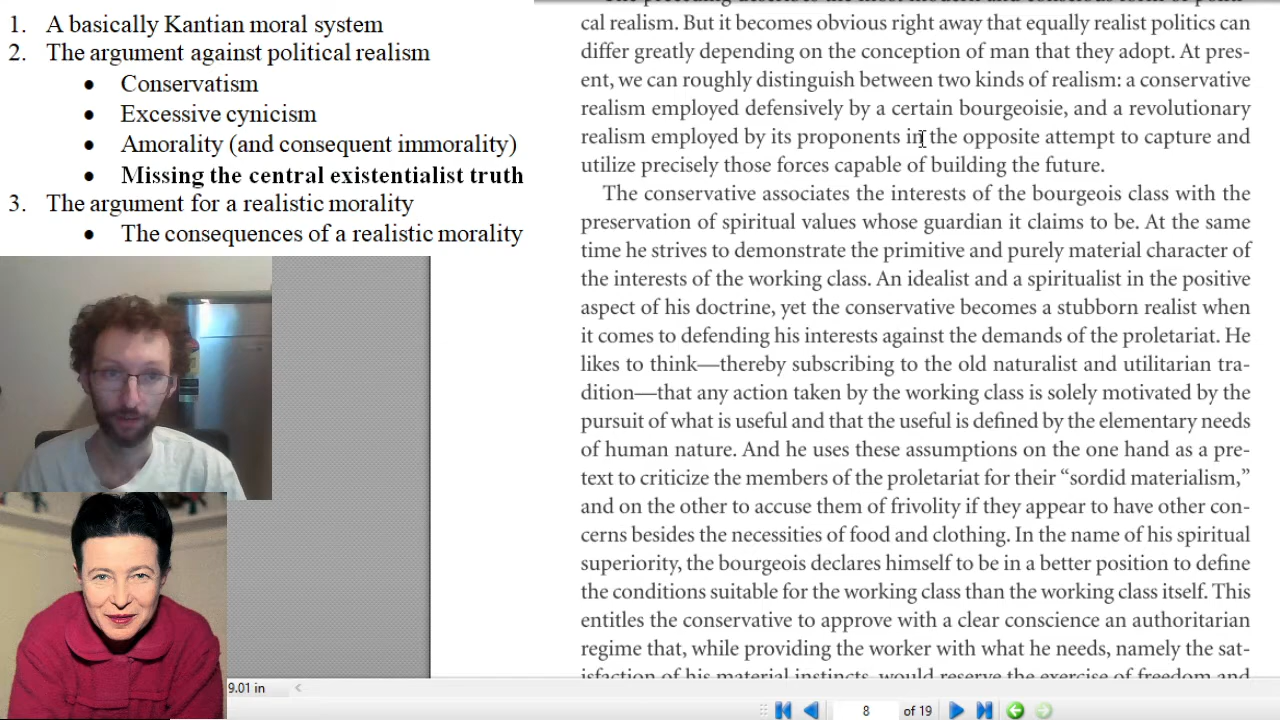 1. A basically Kantian moral system
2. The argument against political realism
• Conservatism
• Excessive cynicism
• Amorality (and consequent immorality)
• Missing the central existentialist truth
3. The argument for a realistic morality
• The consequences of a realistic morality
cal realism. But it becomes obvious right away that equally realist politics can
differ greatly depending on the conception of man that they adopt. At pres-
ent, we can roughly distinguish between two kinds of realism: a conservative
realism employed defensively by a certain bourgeoisie, and a revolutionary
realism employed by its proponents in the opposite attempt to capture and
utilize precisely those forces capable of building the future.
The conservative associates the interests of the bourgeois class with the
preservation of spiritual values whose guardian it claims to be. At the same
time he strives to demonstrate the primitive and purely material character of
the interests of the working class. An idealist and a spiritualist in the positive
aspect of his doctrine, yet the conservative becomes a stubborn realist when
it comes to defending his interests against the demands of the proletariat. He
likes to think—thereby subscribing to the old naturalist and utilitarian tra-
dition—that any action taken by the working class is solely motivated by the
pursuit of what is useful and that the useful is defined by the elementary needs
of human nature. And he uses these assumptions on the one hand as a pre-
text to criticize the members of the proletariat for their “sordid materialism,”
and on the other to accuse them of frivolity if they appear to have other con-
cerns besides the necessities of food and clothing. In the name of his spiritual
superiority, the bourgeois declares himself to be in a better position to define
the conditions suitable for the working class than the working class itself. This
entitles the conservative to approve with a clear conscience an authoritarian
regime that, while providing the worker with what he needs, namely the sat-
isfaction of his material instincts, would reserve the exercise of freedom and
9.01 in
8 of 19